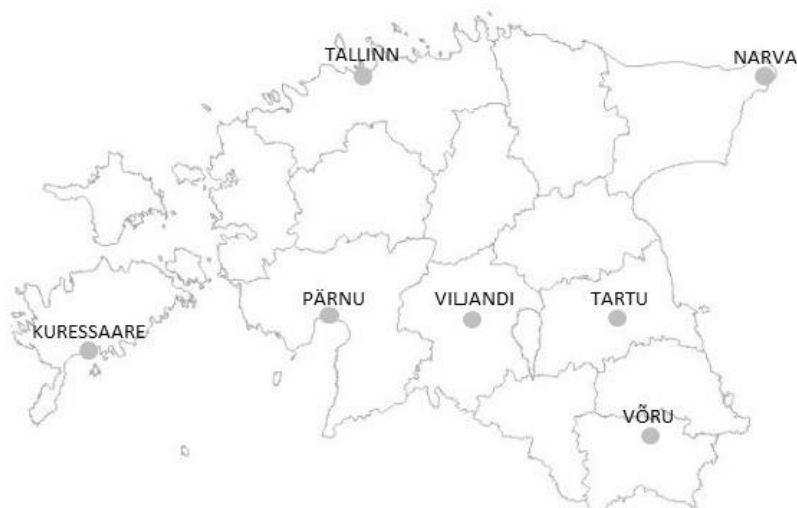 TALLINN
NARVA
PÄRNU
VILJANDI
TARTU
KURESSAARE
VÕRU